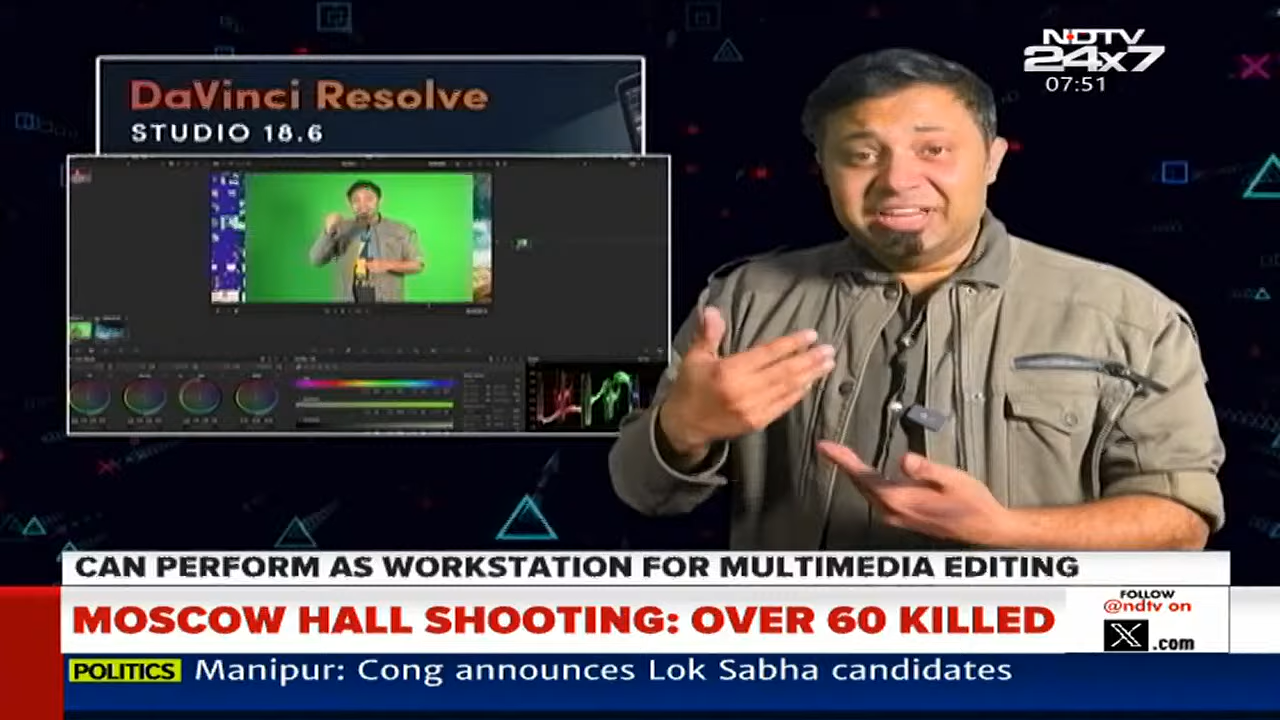 NDTV
24x7
07:51
DaVinci Resolve
STUDIO 18.6
CAN PERFORM AS WORKSTATION FOR MULTIMEDIA EDITING
MOSCOW HALL SHOOTING: OVER 60 KILLED
FOLLOW
@ndtv on
X.com
POLITICS Manipur: Cong announces Lok Sabha candidates